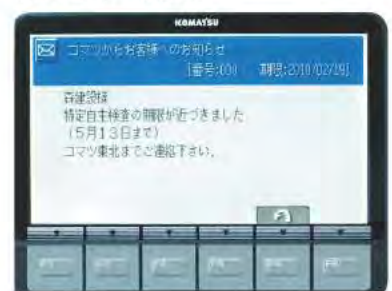 KOMATSU
コマツからお客様へのお知らせ
[番号:001 期限:2010/02/19]
森建設様
特定自主検査の期限が近づきました
(5月13日まで)
コマツ東北までご連絡下さい。